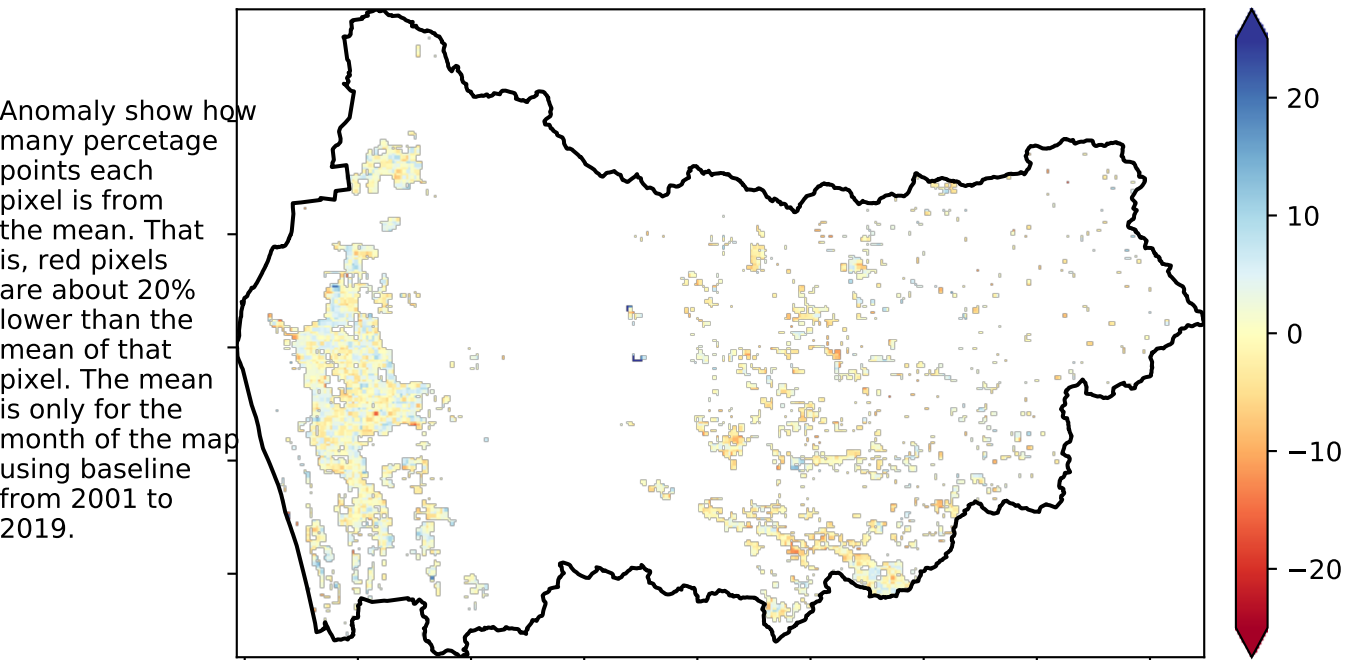 Anomaly show how
many percetage
points each
pixel is from
the mean. That
is, red pixels
are about 20%
lower than the
mean of that
pixel. The mean
is only for the
month of the map
using baseline
from 2001 to
2019.
20
10
0
−10
−20